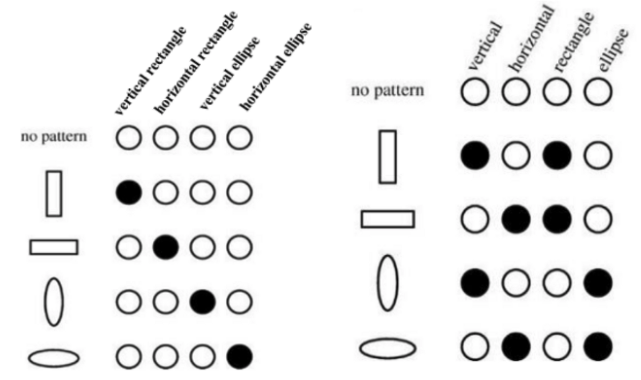 vertical rectangle
horizontal rectangle
vertical ellipse
horizontal ellipse
no pattern
vertical
horizontal
rectangle
ellipse
no pattern